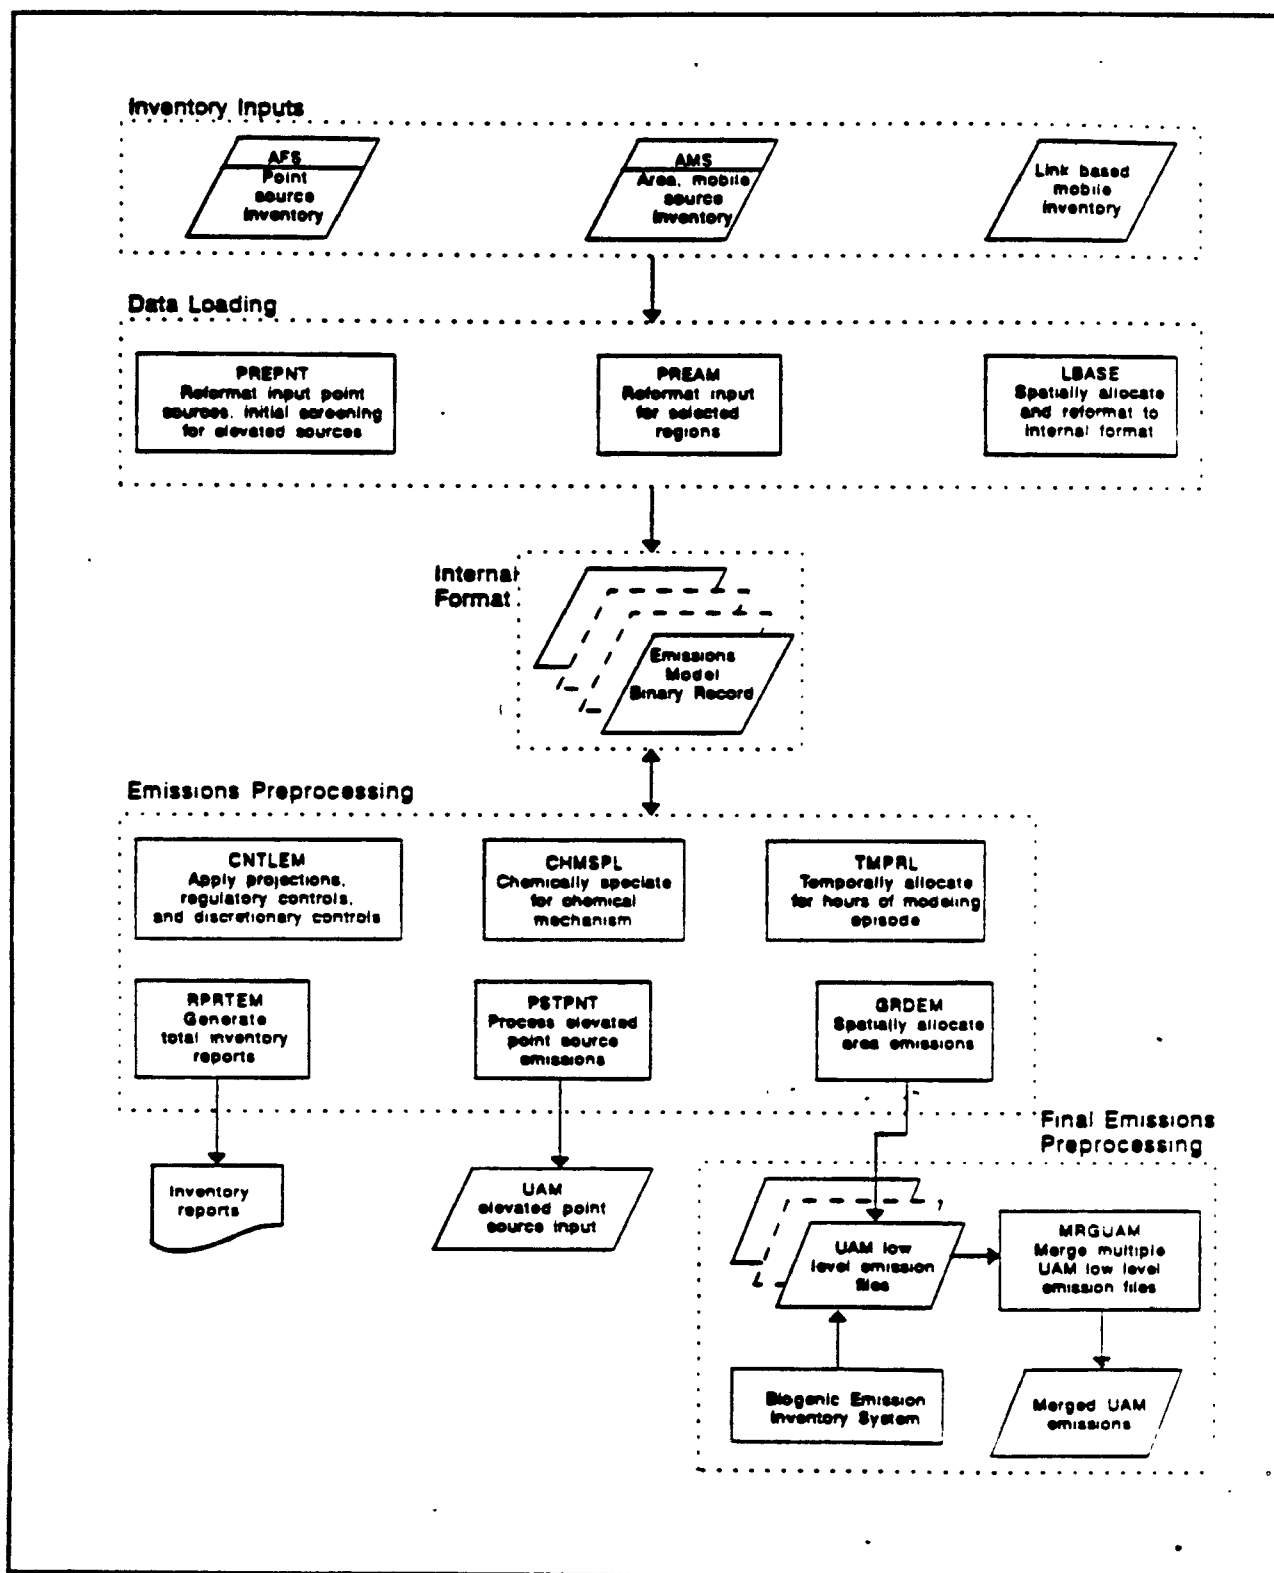 Inventory Inputs
AFS
Point
source
inventory
AMS
Area, mobile
source
inventory
Link based
mobile
inventory
Data Loading
PREPNT
Reformat input point
sources, initial screening
for elevated sources
PREAM
Reformat input
for selected
regions
LBASE
Spatially allocate
and reformat to
internal format
Internal
Format
Emissions
Model
Binary Record
Emissions Preprocessing
CNTLEM
Apply projections,
regulatory controls,
and discretionary controls
CHMSPL
Chemically speciate
for chemical
mechanism
TMPRL
Temporally allocate
for hours of modeling
episode
RPRTEM
Generate
total inventory
reports
PSTPNT
Process elevated
point source
emissions
GRDEM
Spatially allocate
area emissions
Final Emissions
Preprocessing
Inventory
reports
UAM
elevated point
source input
UAM low
level emission
files
MRGUAM
Merge multiple
UAM low level
emission files
Biogenic Emission
Inventory System
Merged UAM
emissions